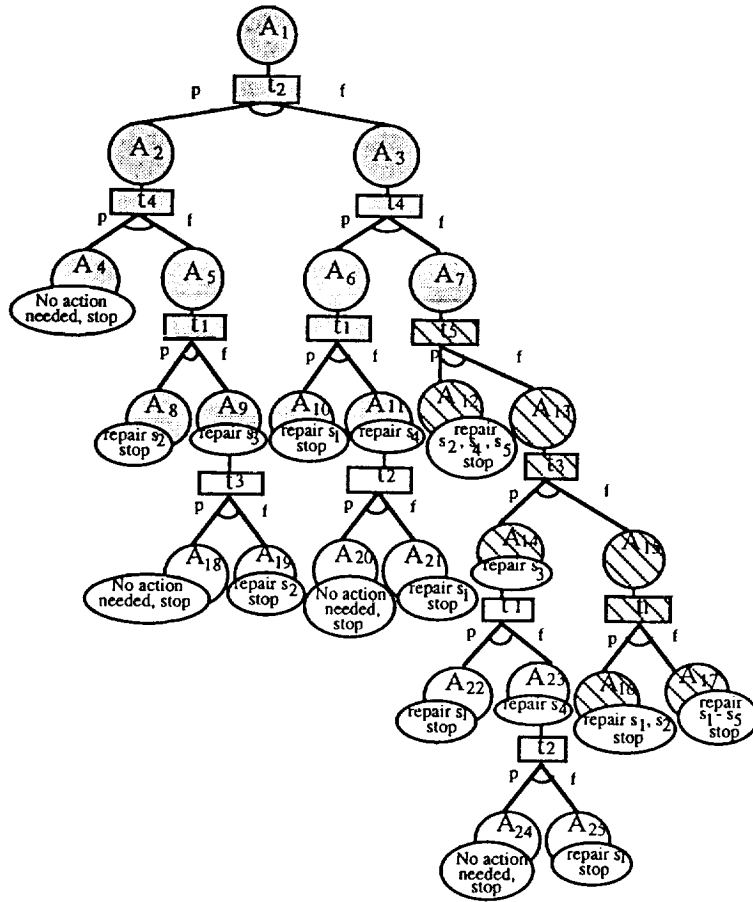 A1
t2
p f
A2 A3
t4 t4
p f p f
A4 A5 A6 A7
No action
needed, stop
t1 t1 t5
p f p f p f
A8 A9 A10 A11 A12 A13
repair s2
stop
repair s3
repair s1
stop
repair s4
repair
s2, s4, s5
stop
t3 t2 t3
p f p f p f
A18 A19 A20 A21 A14 A15
No action
needed, stop
repair s2
stop
No action
needed,
stop
repair s1
stop
repair s3
t1 t1
p f p f
A22 A23 A16 A17
repair s1
stop
repair s4
repair s1, s2
stop
repair
s1 - s5
stop
t2
p f
A24 A25
No action
needed,
stop
repair s1
stop